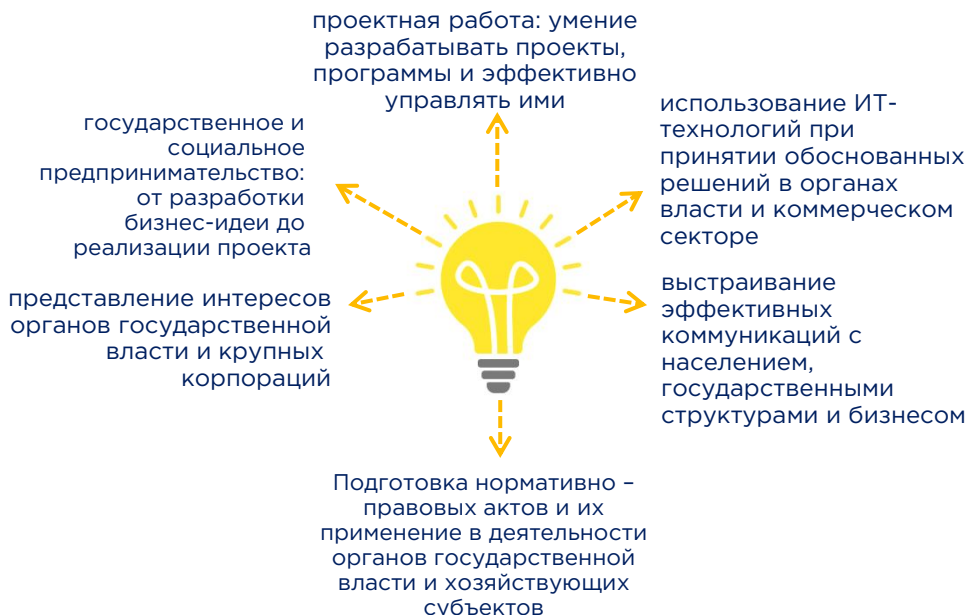 проектная работа: умение
разрабатывать проекты,
программы и эффективно
управлять ими
государственное и
социальное
предпринимательство:
от разработки
бизнес-идеи до
реализации проекта
использование ИТ-
технологий при
принятии обоснованных
решений в органах
власти и коммерческом
секторе
представление интересов
органов государственной
власти и крупных
корпораций
выстраивание
эффективных
коммуникаций с
населением,
государственными
структурами и бизнесом
Подготовка нормативно –
правовых актов и их
применение в деятельности
органов государственной
власти и хозяйствующих
субъектов